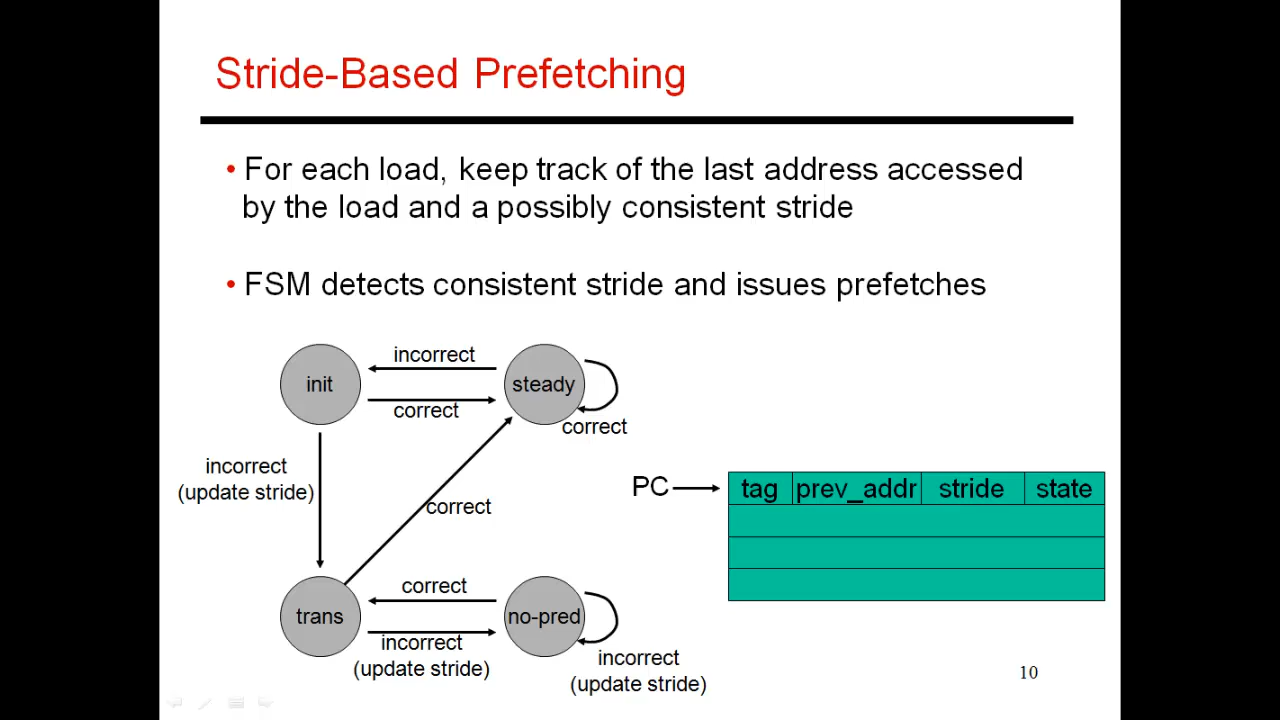 Stride-Based Prefetching
• For each load, keep track of the last address accessed
by the load and a possibly consistent stride
• FSM detects consistent stride and issues prefetches
incorrect
init
steady
correct
correct
incorrect
(update stride)
PC
tag prev_addr stride state
correct
correct
trans
no-pred
incorrect
(update stride)
incorrect
(update stride)
10